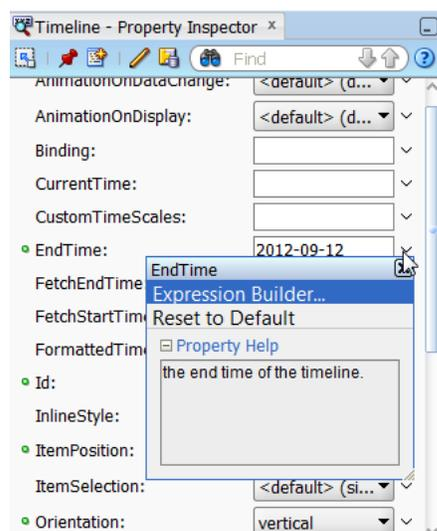 Timeline - Property Inspector x
Find
AnimationOnDataChange: <default> (d...
AnimationOnDisplay: <default> (d...
Binding:
CurrentTime:
CustomTimeScales:
EndTime: 2012-09-12
EndTime
FetchEndTime
Expression Builder...
FetchStartTime
Reset to Default
FormattedTime
Property Help
Id:
the end time of the timeline.
InlineStyle:
ItemPosition:
ItemSelection: <default> (si...
Orientation: vertical